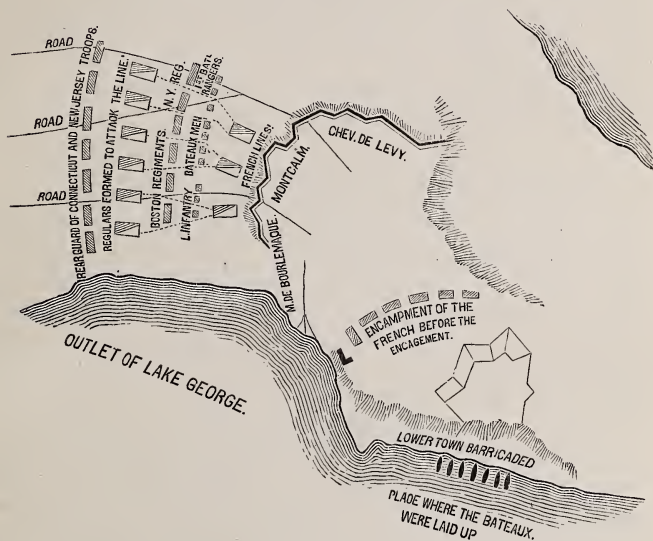 ROAD
ROAD
ROAD
REAR GUARD OF CONNECTICUT AND NEW JERSEY TROOPS.
REGULARS FORMED TO ATTACK THE LINE.
BOSTON REGIMENTS.
N.Y. REG.
L.INFANTRY
BATEAUX MEN
BATL.
RANGERS.
FRENCH LINES.
MONTCALM.
M.DE BOURLEMAQUE.
CHEV. DE LEVY.
ENCAMPMENT OF THE
FRENCH BEFORE THE
ENCAGEMENT.
OUTLET OF LAKE GEORGE.
LOWER TOWN BARRICADED
PLACE WHERE THE BATEAUX.
WERE LAID UP